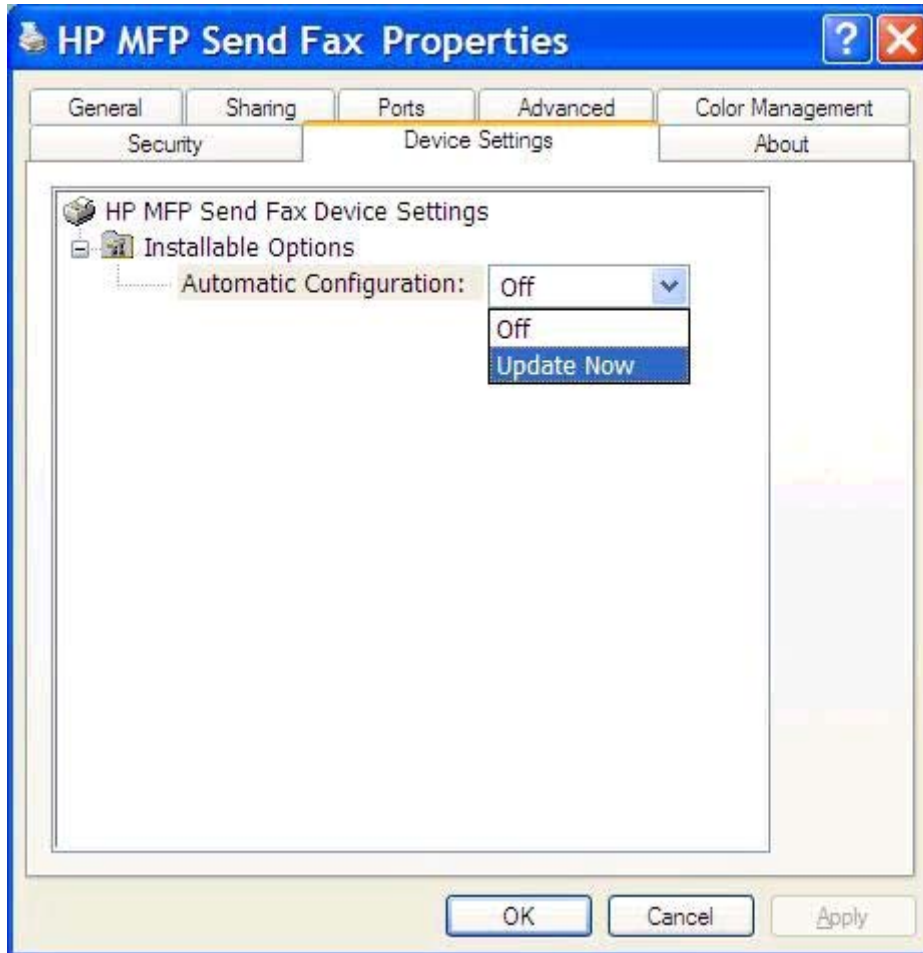 HP MFP Send Fax Properties
General Sharing Ports Advanced Color Management
Security Device Settings About
HP MFP Send Fax Device Settings
Installable Options
Automatic Configuration: Off
Off
Update Now
OK Cancel Apply